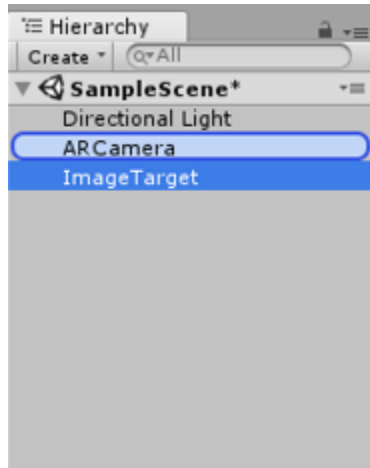 Hierarchy
Create All
SampleScene*
Directional Light
ARCamera
ImageTarget